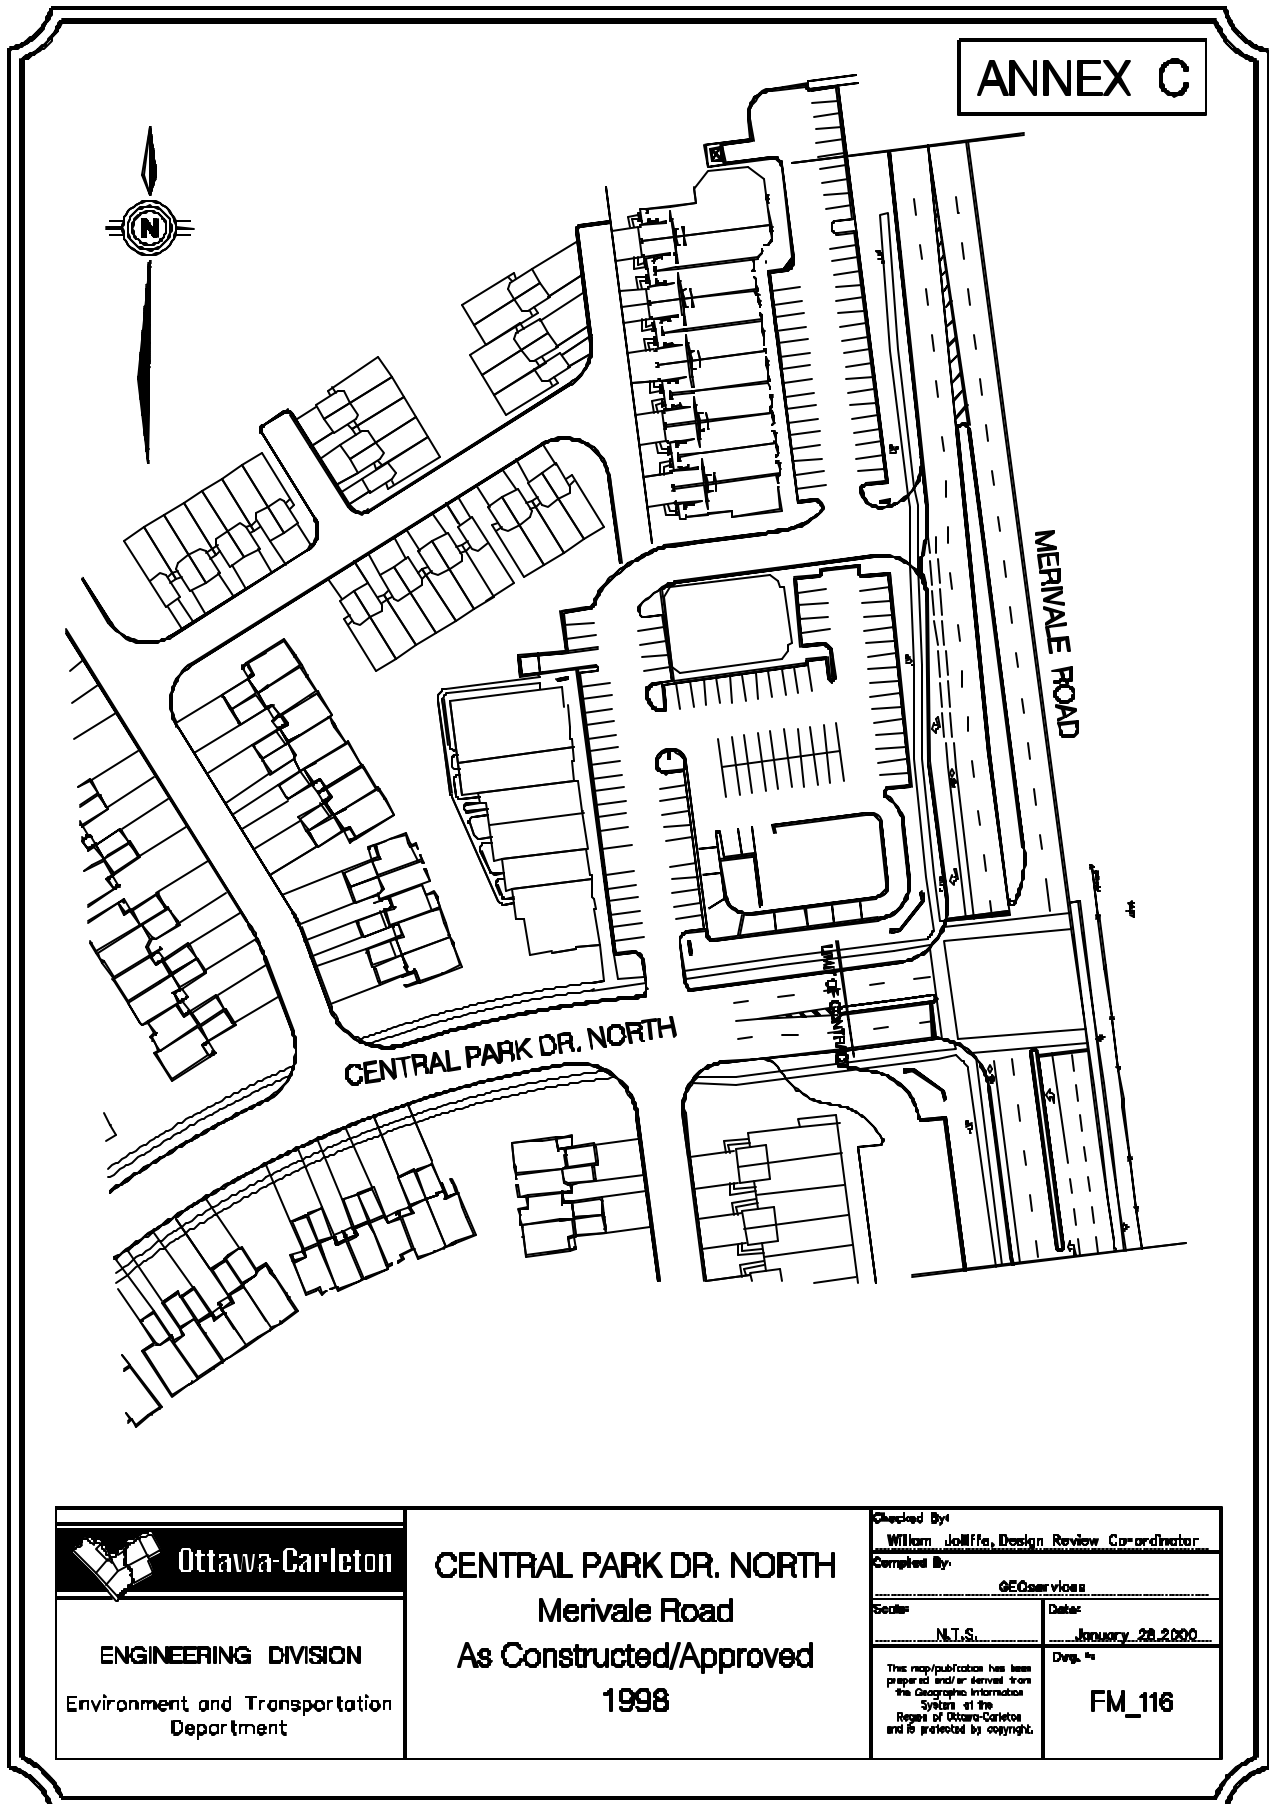 ANNEX C
N
MERIVALE ROAD
LIMIT OF CONTRACT
CENTRAL PARK DR. NORTH
Ottawa-Carleton
ENGINEERING DIVISION
Environment and Transportation
Department
CENTRAL PARK DR. NORTH
Merivale Road
As Constructed/Approved
1998
Checked By:
William Jolliffe, Design Review Co-ordinator
Compiled By:
GEOservices
Scale:
N.T.S.
Date:
January 28, 2000
This map/publication has been
prepared and/or derived from
the Geographic Information
System of the
Region of Ottawa-Carleton
and is protected by copyright.
Dwg. #:
FM_116